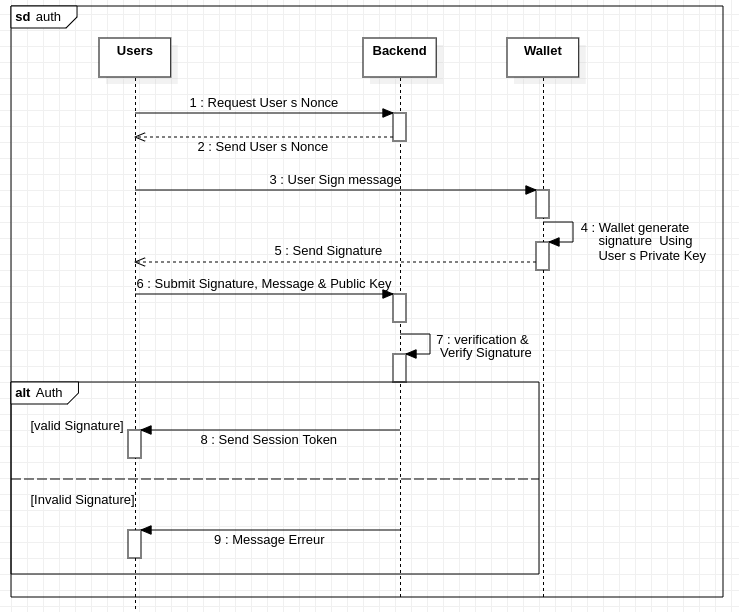 sd auth
Users
Backend
Wallet
1 : Request User s Nonce
2 : Send User s Nonce
3 : User Sign message
4 : Wallet generate
signature Using
User s Private Key
5 : Send Signature
6 : Submit Signature, Message & Public Key
7 : verification &
Verify Signature
alt Auth
[valid Signature]
8 : Send Session Token
[Invalid Signature]
9 : Message Erreur